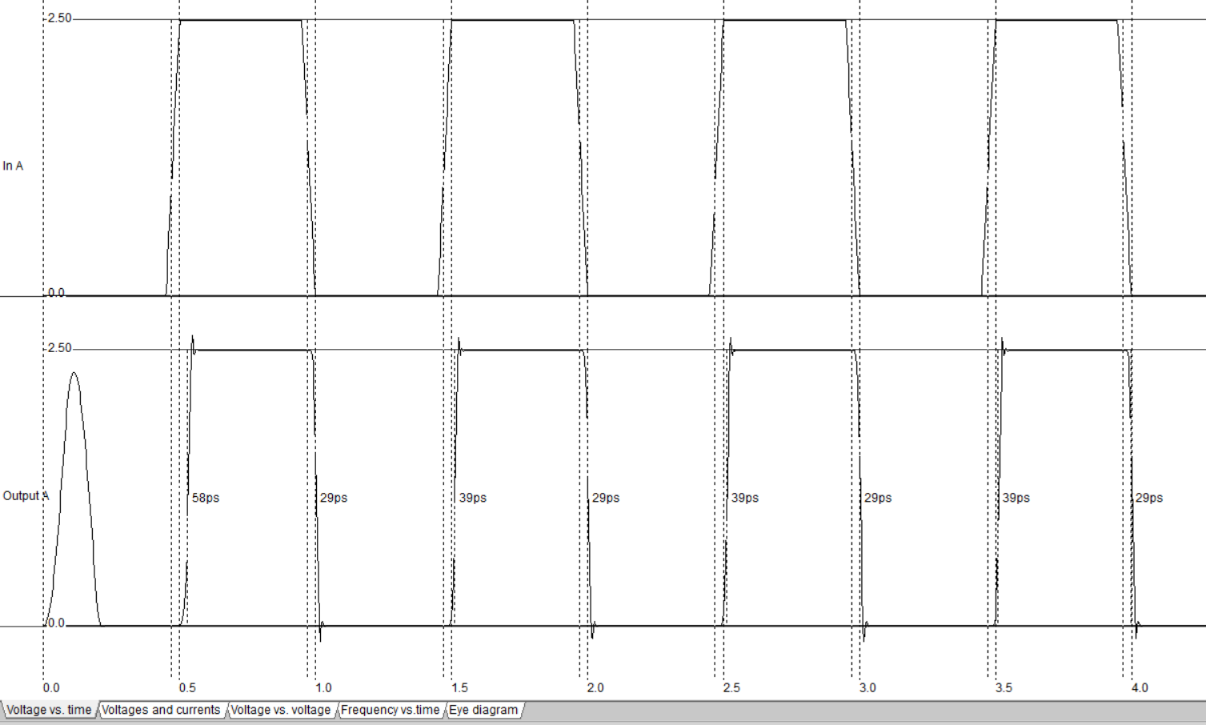 2.50
In A
0.0
2.50
Output A
58ps 29ps 39ps 29ps 39ps 29ps 39ps 29ps
0.0
0.0 0.5 1.0 1.5 2.0 2.5 3.0 3.5 4.0
Voltage vs. time Voltages and currents Voltage vs. voltage Frequency vs.time Eye diagram